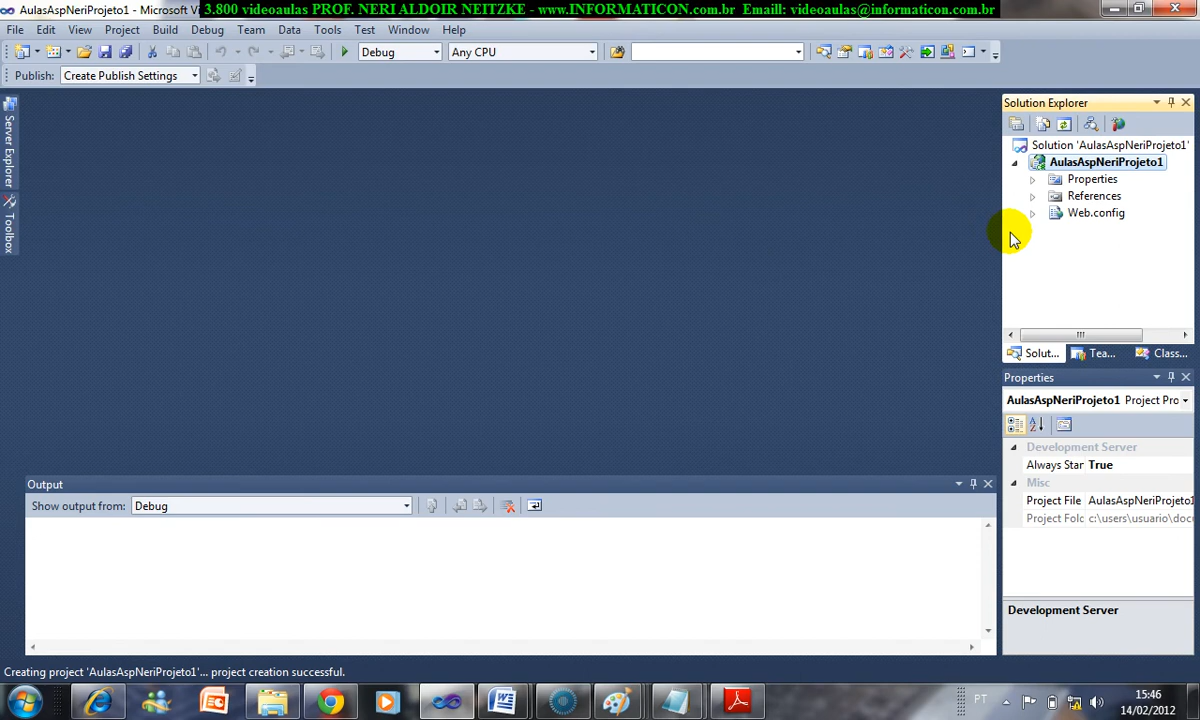 AulasAspNeriProjeto1 - Microsoft Vi
3.800 videoaulas PROF. NERI ALDOIR NEITZKE - www.INFORMATICON.com.br Emaill: videoaulas@informaticon.com.br
File Edit View Project Build Debug Team Data Tools Test Window Help
Debug Any CPU
Publish: Create Publish Settings
Server Explorer
Toolbox
Solution Explorer
Solution 'AulasAspNeriProjeto1'
AulasAspNeriProjeto1
Properties
References
Web.config
Solut... Tea... Class...
Properties
AulasAspNeriProjeto1 Project Pro
Development Server
Always Star True
Misc
Project File AulasAspNeriProjeto1
Project Folc c:\users\usuario\doc
Development Server
Output
Show output from: Debug
Creating project 'AulasAspNeriProjeto1'... project creation successful.
PT
15:46
14/02/2012